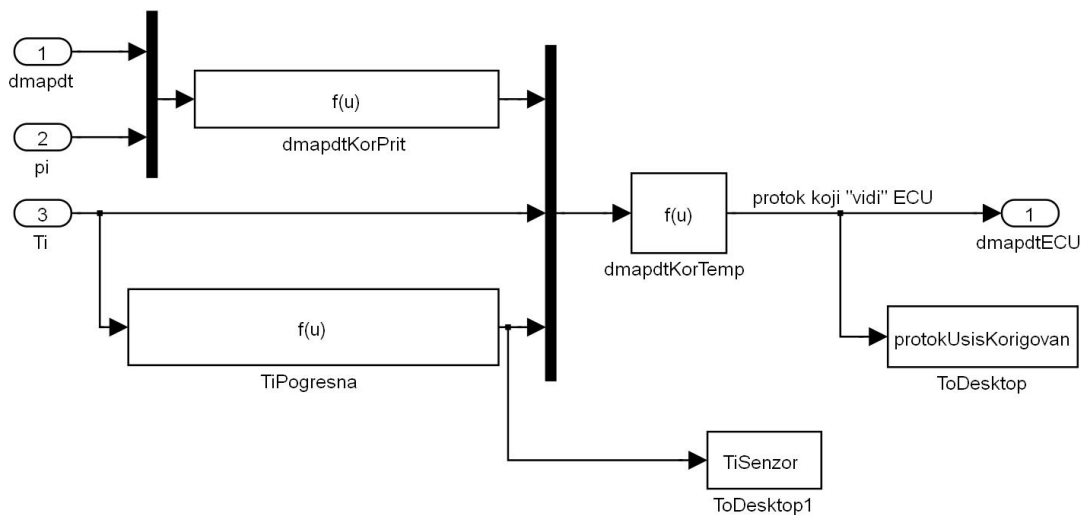 1
dmapdt
2
pi
3
Ti
f(u)
dmapdtKorPrit
f(u)
TiPogresna
f(u)
dmapdtKorTemp
protok koji "vidi" ECU
1
dmapdtECU
protokUsisKorigovan
ToDesktop
TiSenzor
ToDesktop1